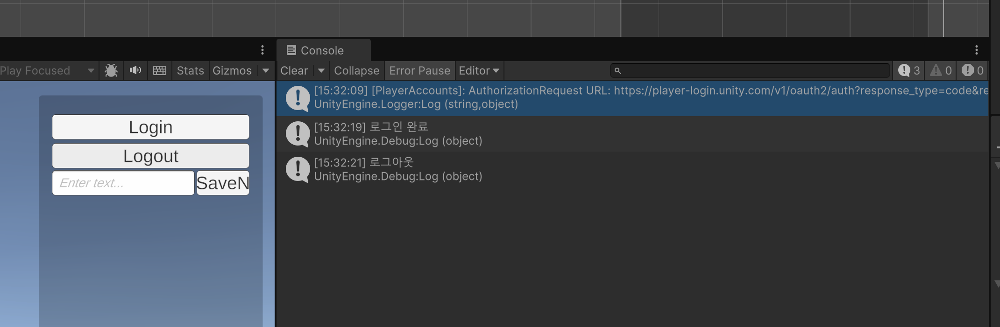 Console
Play Focused Stats Gizmos
Clear Collapse Error Pause Editor 3 0 0
[15:32:09] [PlayerAccounts]: AuthorizationRequest URL: https://player-login.unity.com/v1/oauth2/auth?response_type=code&re
UnityEngine.Logger:Log (string,object)
[15:32:19] 로그인 완료
UnityEngine.Debug:Log (object)
[15:32:21] 로그아웃
UnityEngine.Debug:Log (object)
Login
Logout
Enter text... SaveN